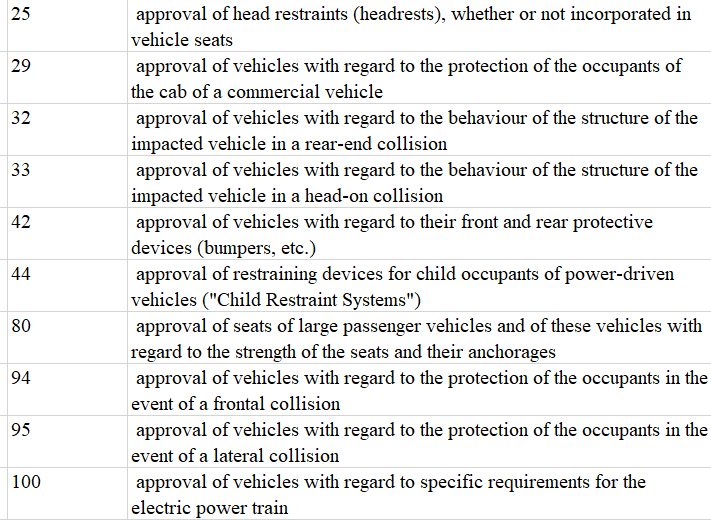 25 approval of head restraints (headrests), whether or not incorporated in
vehicle seats
29 approval of vehicles with regard to the protection of the occupants of
the cab of a commercial vehicle
32 approval of vehicles with regard to the behaviour of the structure of the
impacted vehicle in a rear-end collision
33 approval of vehicles with regard to the behaviour of the structure of the
impacted vehicle in a head-on collision
42 approval of vehicles with regard to their front and rear protective
devices (bumpers, etc.)
44 approval of restraining devices for child occupants of power-driven
vehicles ("Child Restraint Systems")
80 approval of seats of large passenger vehicles and of these vehicles with
regard to the strength of the seats and their anchorages
94 approval of vehicles with regard to the protection of the occupants in the
event of a frontal collision
95 approval of vehicles with regard to the protection of the occupants in the
event of a lateral collision
100 approval of vehicles with regard to specific requirements for the
electric power train